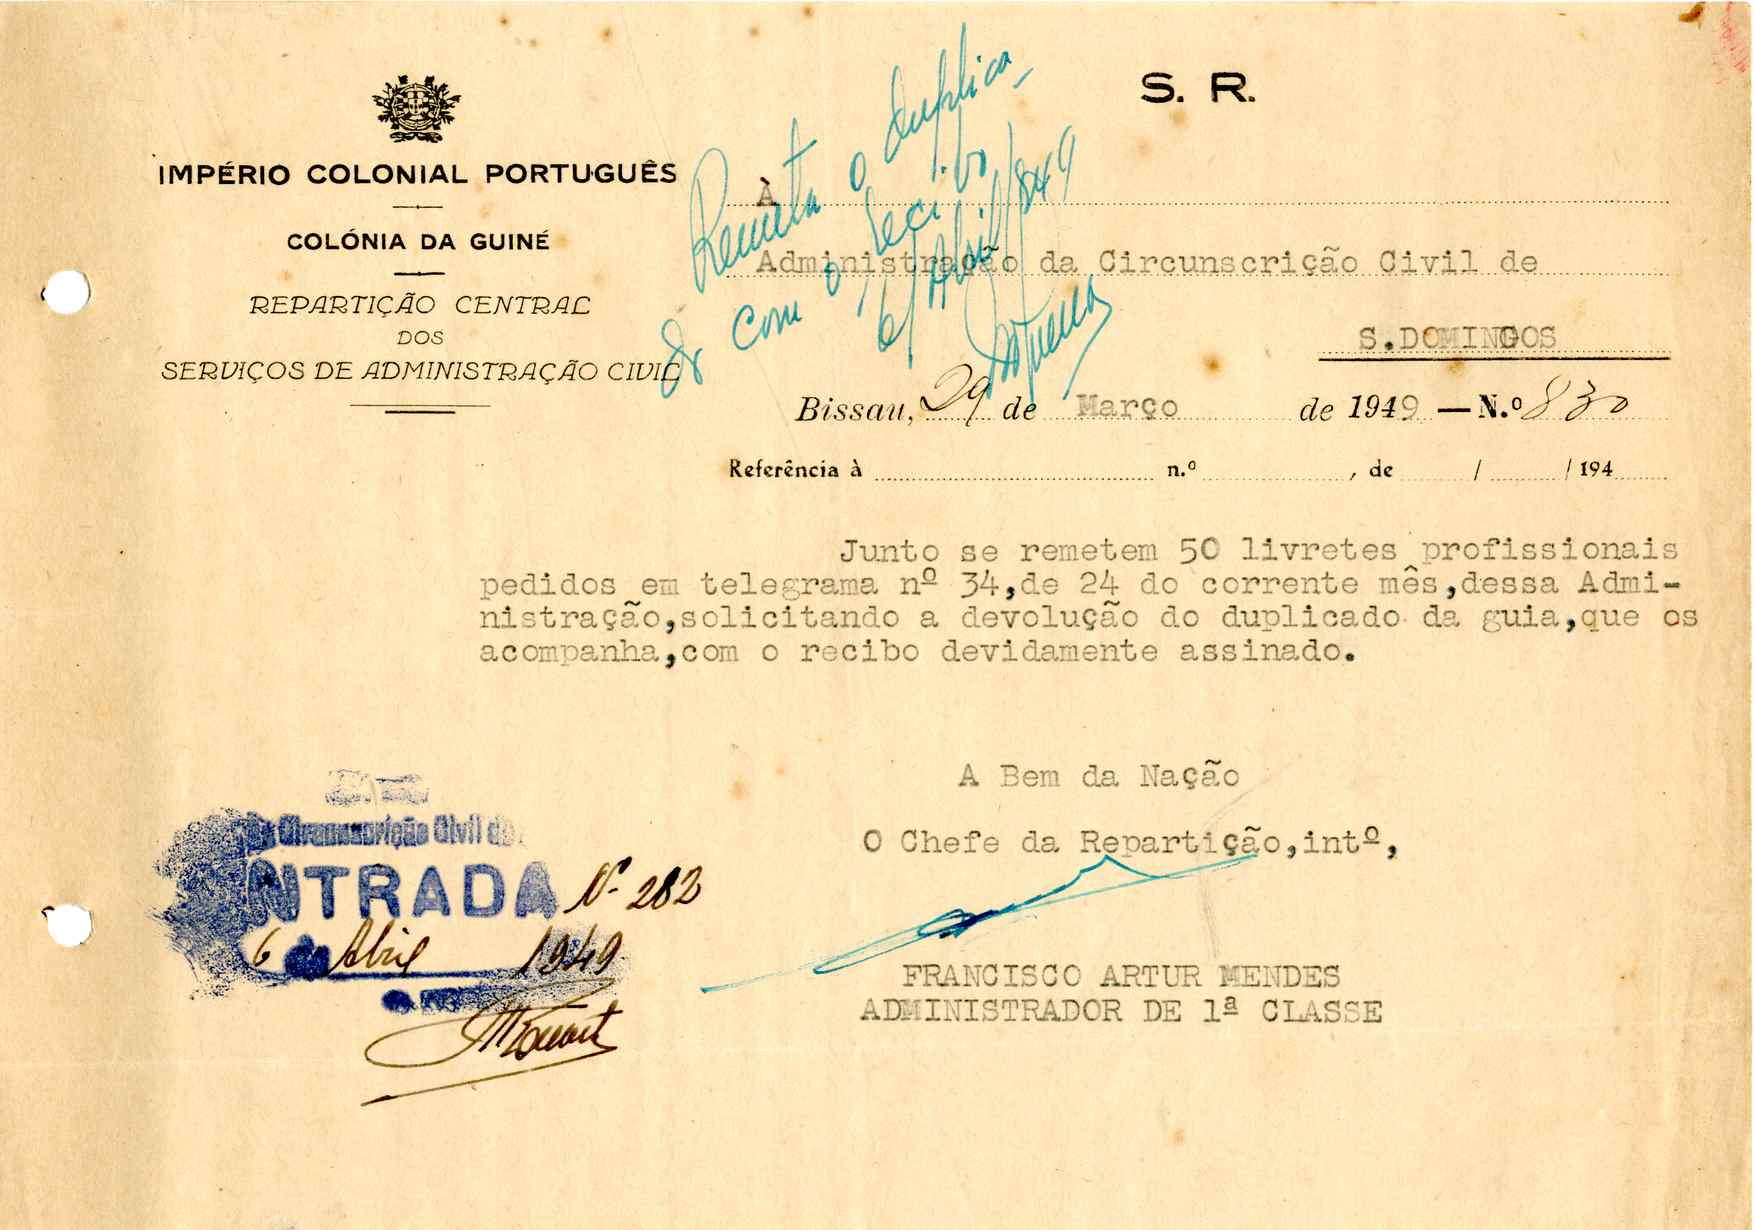 S. R.
IMPÉRIO COLONIAL PORTUGUÊS
COLÓNIA DA GUINÉ
REPARTIÇÃO CENTRAL
DOS
SERVIÇOS DE ADMINISTRAÇÃO CIVIL
Remeta o duplica-
do com o recibo
6/Abril/949
À
Administração da Circunscrição Civil de
S.DOMINGOS
Bissau, 29 de Março de 1949 — N.º 830
Referência à n.º , de / / 194
Junto se remetem 50 livretes profissionais
pedidos em telegrama nº 34,de 24 do corrente mês,dessa Admi-
nistração,solicitando a devolução do duplicado da guia,que os
acompanha,com o recibo devidamente assinado.
A Bem da Nação
O Chefe da Repartição,intº,
FRANCISCO ARTUR MENDES
ADMINISTRADOR DE 1ª CLASSE
Circunscrição Civil de
NTRADA Nº 282
6 de Abril 1949